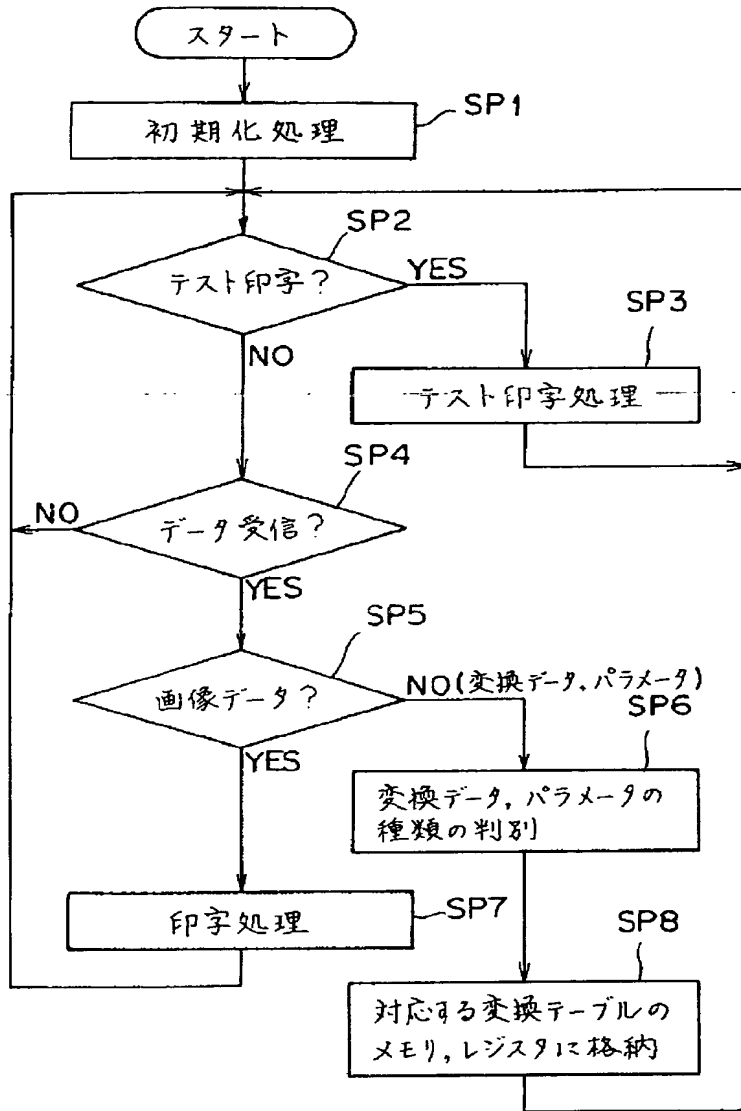 スタート
SP1
初期化処理
SP2
テスト印字?
YES
NO
SP3
テスト印字処理
SP4
データ受信?
NO
YES
SP5
画像データ?
NO(変換データ、パラメータ)
YES
SP6
変換データ,パラメータの
種類の判別
印字処理
SP7
SP8
対応する変換テーブルの
メモリ,レジスタに格納